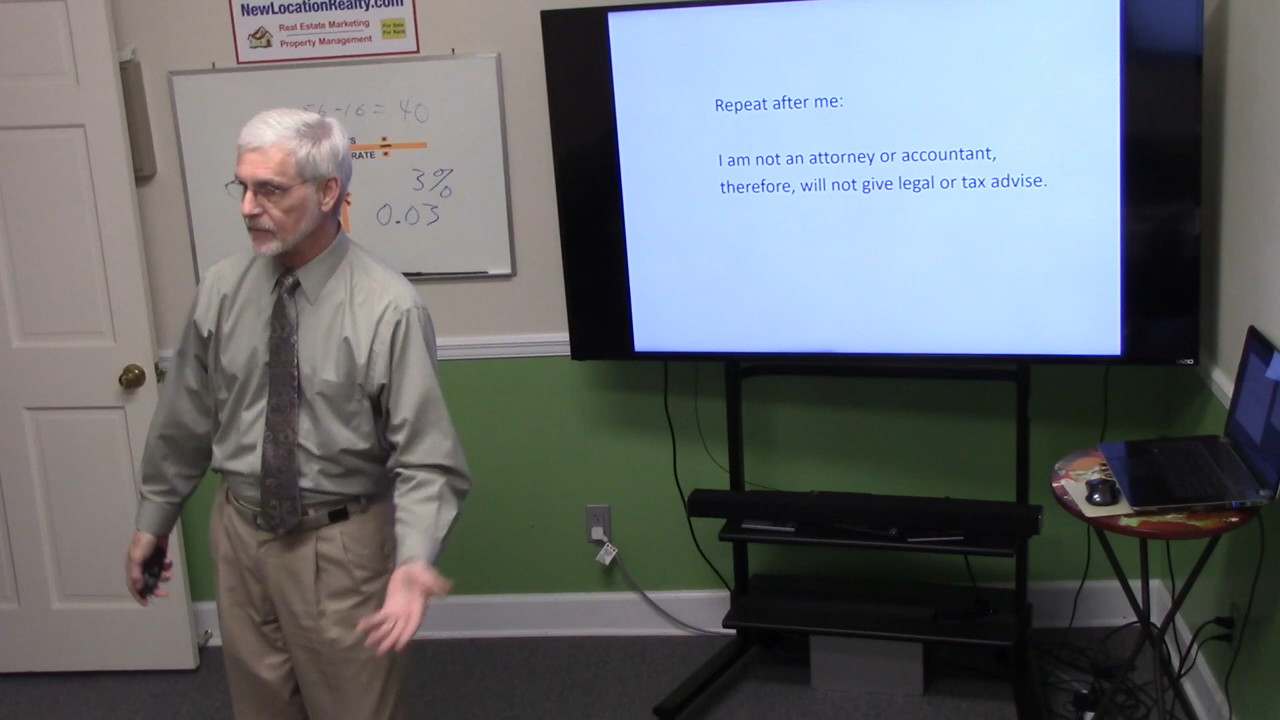 NewLocationRealty.com
Real Estate Marketing
Property Management
For Sale
For Rent
56-16=40
RATE
3%
0.03
Repeat after me:
I am not an attorney or accountant,
therefore, will not give legal or tax advise.
VIZIO